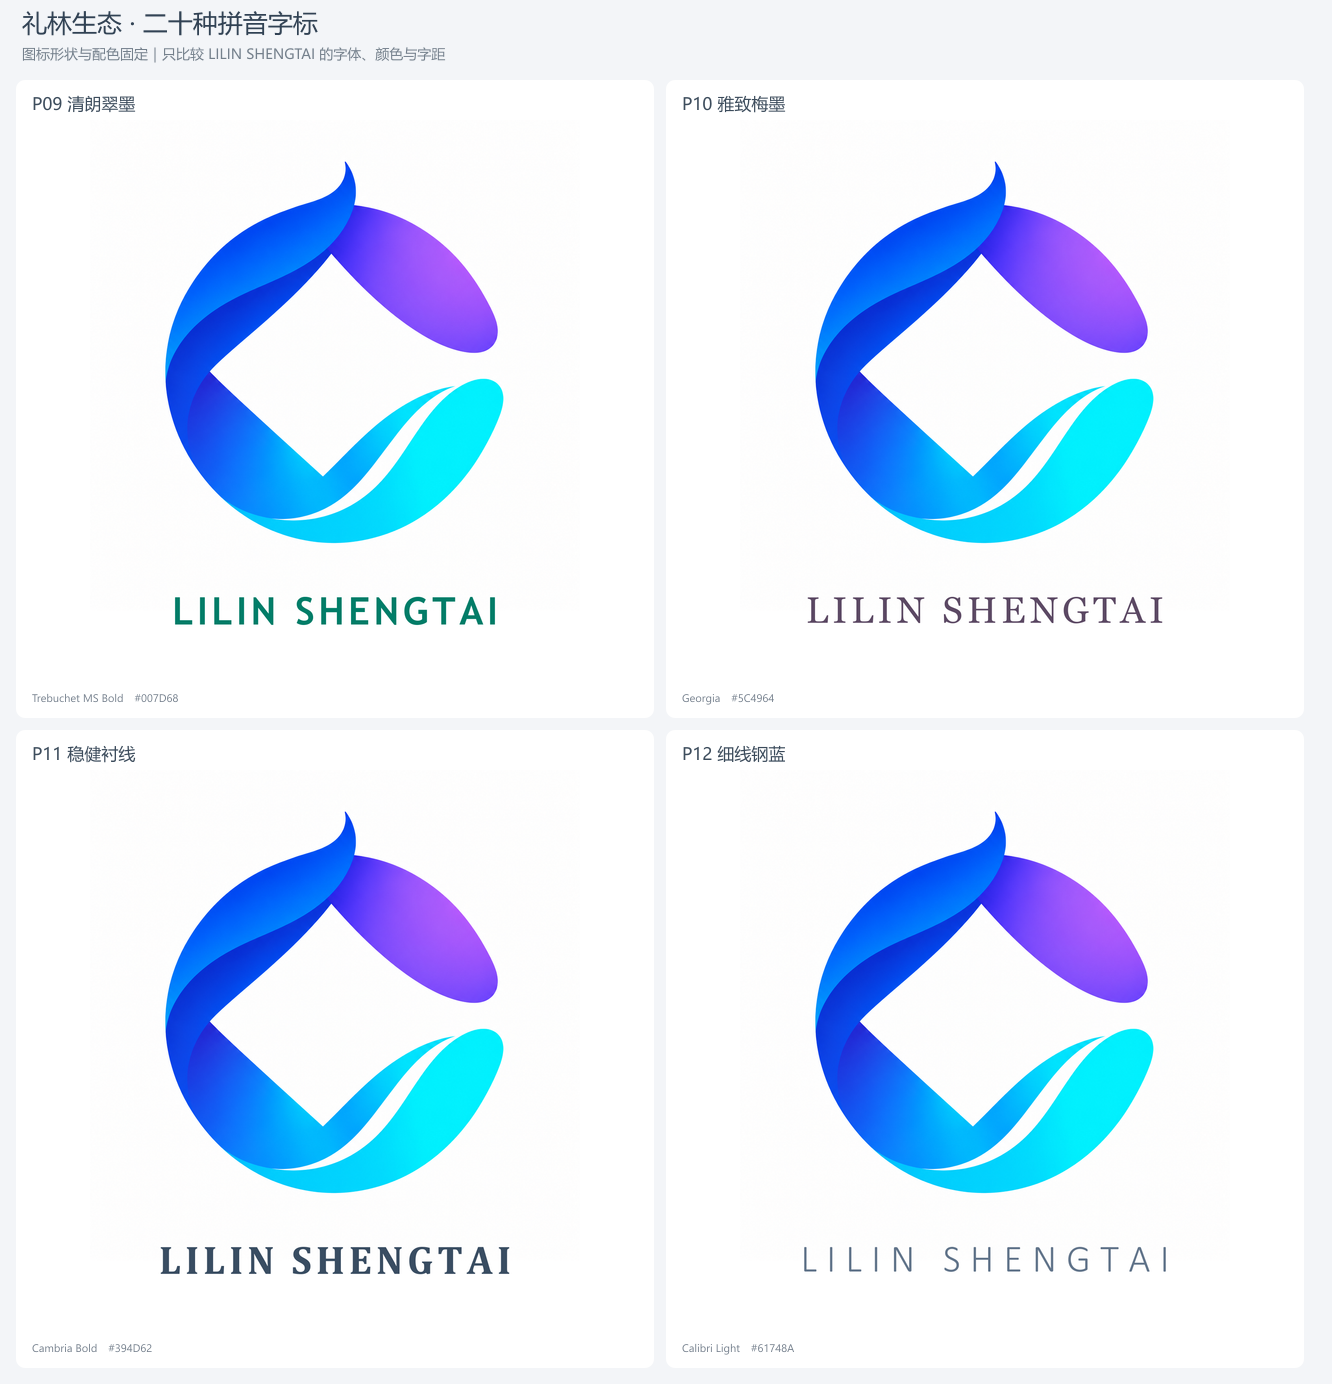 礼林生态 · 二十种拼音字标
图标形状与配色固定｜只比较 LILIN SHENGTAI 的字体、颜色与字距
P09 清朗翠墨
LILIN SHENGTAI
Trebuchet MS Bold #007D68
P10 雅致梅墨
LILIN SHENGTAI
Georgia #5C4964
P11 稳健衬线
LILIN SHENGTAI
Cambria Bold #394D62
P12 细线钢蓝
LILIN SHENGTAI
Calibri Light #61748A